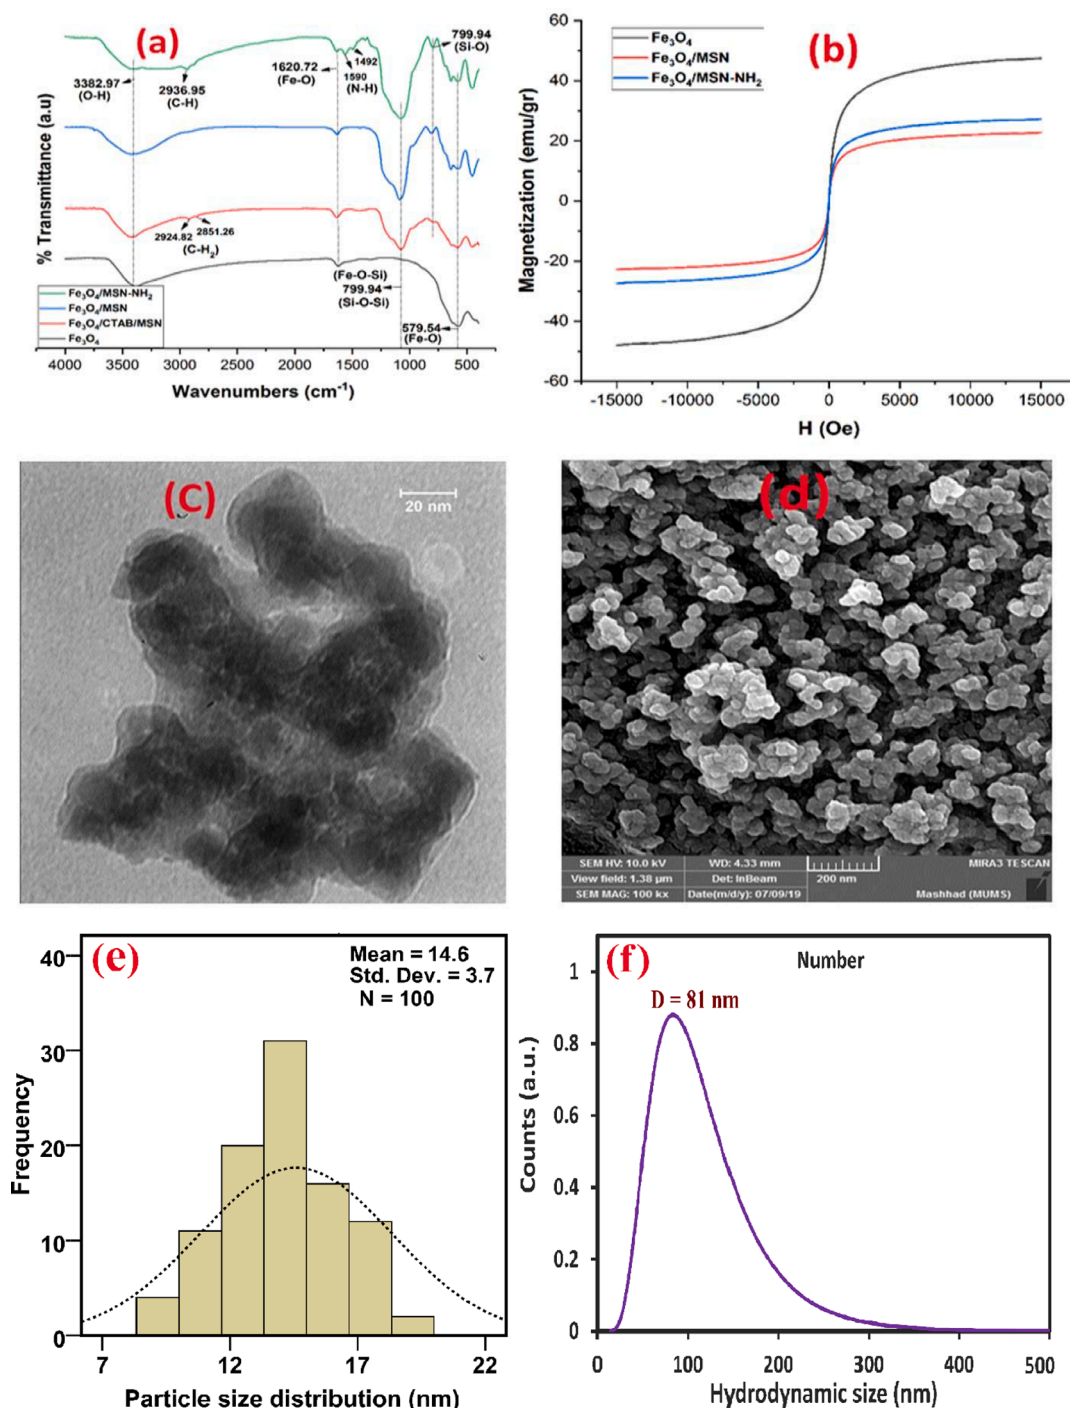 (a)
799.94
(Si-O)
1492
1620.72
(Fe-O)
1590
(N-H)
3382.97
(O-H)
2936.95
(C-H)
2924.82
2851.26
(C-H₂)
(Fe-O-Si)
799.94
(Si-O-Si)
579.54
(Fe-O)
Fe₃O₄/MSN-NH₂
Fe₃O₄/MSN
Fe₃O₄/CTAB/MSN
Fe₃O₄
% Transmittance (a.u)
4000 3500 3000 2500 2000 1500 1000 500
Wavenumbers (cm⁻¹)
(b)
Fe₃O₄
Fe₃O₄/MSN
Fe₃O₄/MSN-NH₂
Magnetization (emu/gr)
60
40
20
0
-20
-40
-60
-15000 -10000 -5000 0 5000 10000 15000
H (Oe)
(C)
20 nm
(d)
SEM HV: 10.0 kV WD: 4.33 mm MIRA3 TESCAN
View field: 1.38 µm Det: InBeam 200 nm
SEM MAG: 100 kx Date(m/d/y): 07/09/19 Mashhad (MUMS)
(e)
Mean = 14.6
Std. Dev. = 3.7
N = 100
Frequency
40
30
20
10
0
7 12 17 22
Particle size distribution (nm)
(f)
Number
D = 81 nm
Counts (a.u.)
1
0.8
0.6
0.4
0.2
0
0 100 200 300 400 500
Hydrodynamic size (nm)